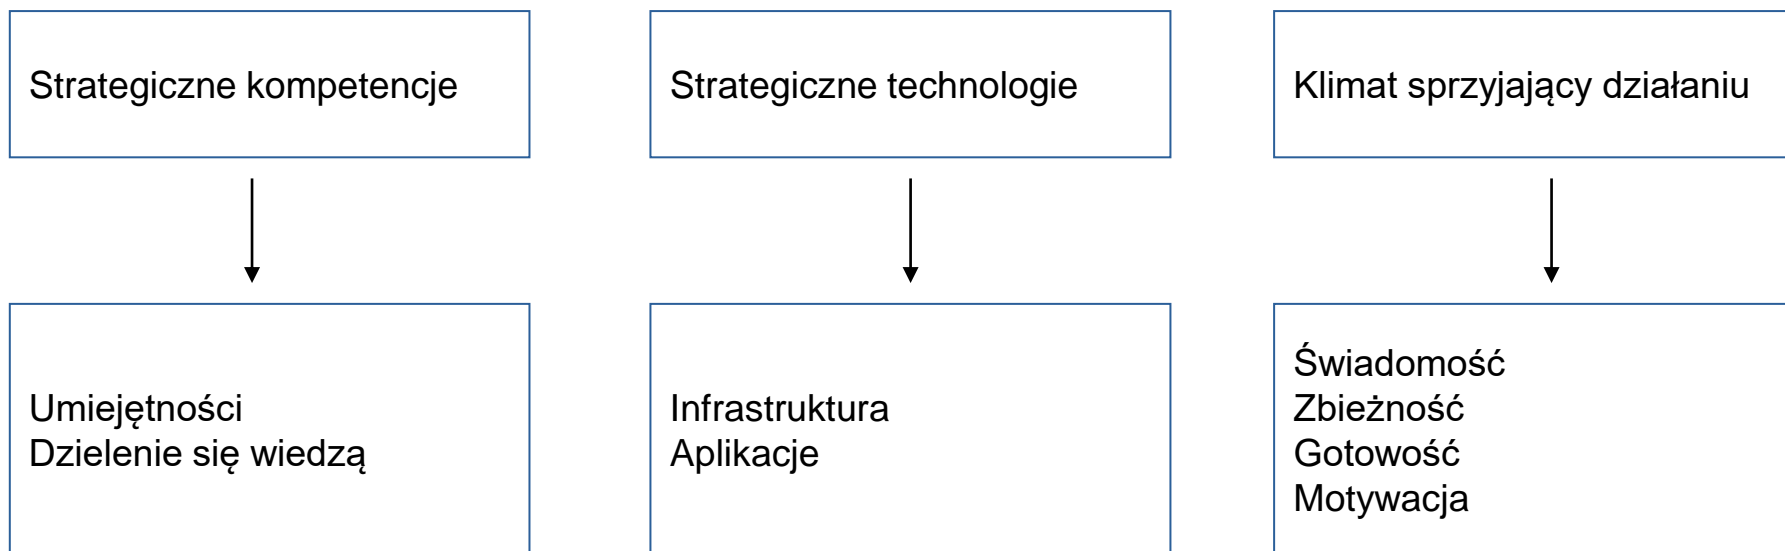 Strategiczne kompetencje
Strategiczne technologie
Klimat sprzyjający działaniu
Umiejętności
Dzielenie się wiedzą
Infrastruktura
Aplikacje
Świadomość
Zbieżność
Gotowość
Motywacja